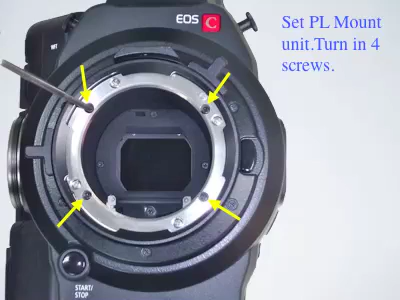 EOS C
Set PL Mount
unit.Turn in 4
screws.
START/
STOP